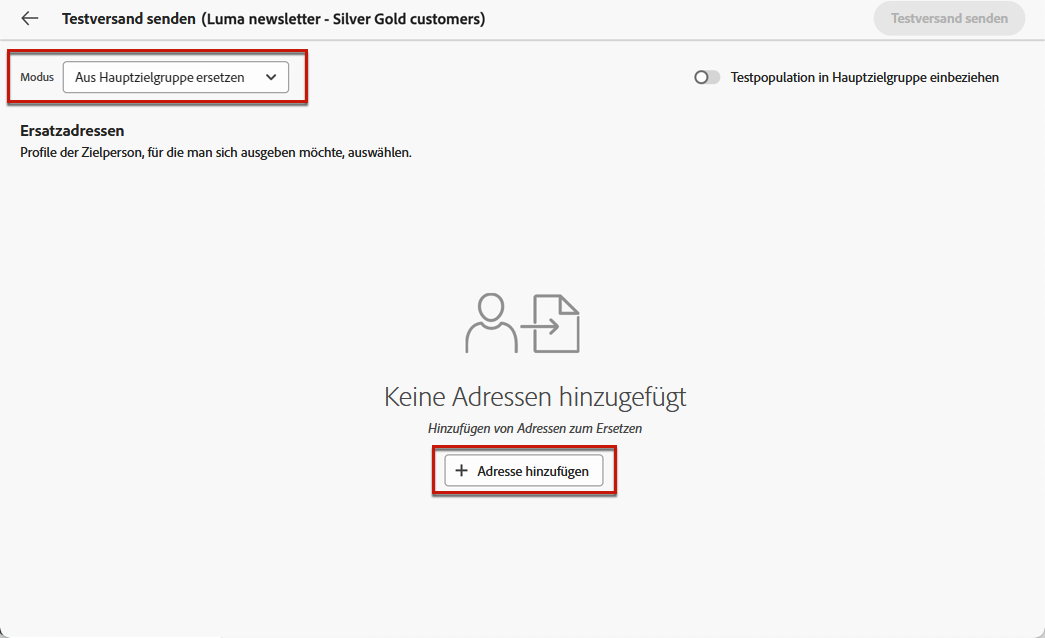 Testversand senden (Luma newsletter - Silver Gold customers)
Testversand senden
Modus
Aus Hauptzielgruppe ersetzen
Testpopulation in Hauptzielgruppe einbeziehen
Ersatzadressen
Profile der Zielperson, für die man sich ausgeben möchte, auswählen.
Keine Adressen hinzugefügt
Hinzufügen von Adressen zum Ersetzen
Adresse hinzufügen